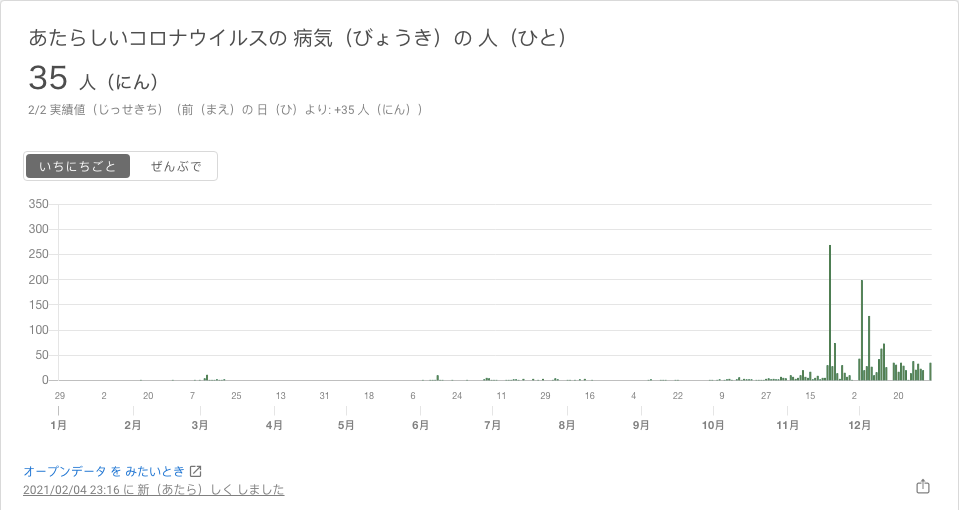 あたらしいコロナウイルスの 病気（びょうき）の 人（ひと）
35 人（にん）
2/2 実績値（じっせきち）（前（まえ）の 日（ひ）より: +35 人（にん））
いちにちごと ぜんぶで
350
300
250
200
150
100
50
0
29 2 20 7 25 13 31 18 6 24 11 29 16 4 22 9 27 15 2 20
1月 2月 3月 4月 5月 6月 7月 8月 9月 10月 11月 12月
オープンデータ を みたいとき
2021/02/04 23:16 に 新（あたら）しく しました